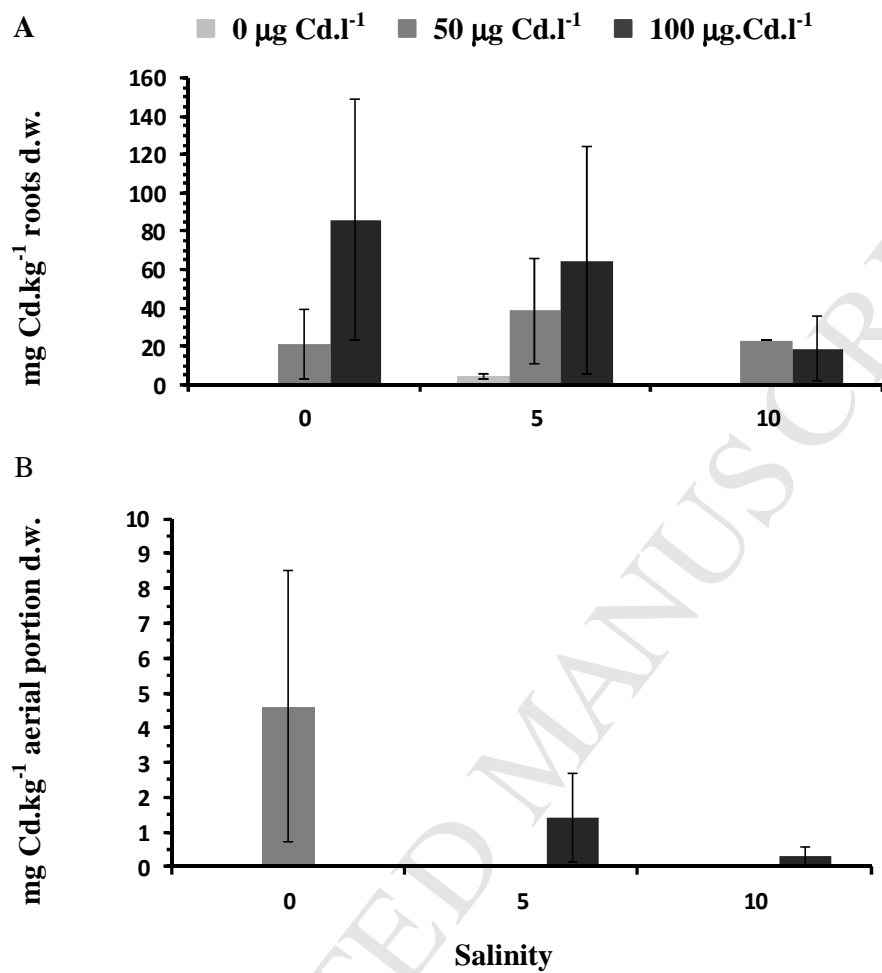 A
0 µg Cd.l⁻¹ 50 µg Cd.l⁻¹ 100 µg.Cd.l⁻¹
mg Cd.kg⁻¹ roots d.w.
160
140
120
100
80
60
40
20
0
0 5 10
B
mg Cd.kg⁻¹ aerial portion d.w.
10
9
8
7
6
5
4
3
2
1
0
0 5 10
Salinity
TED MANUSCRI